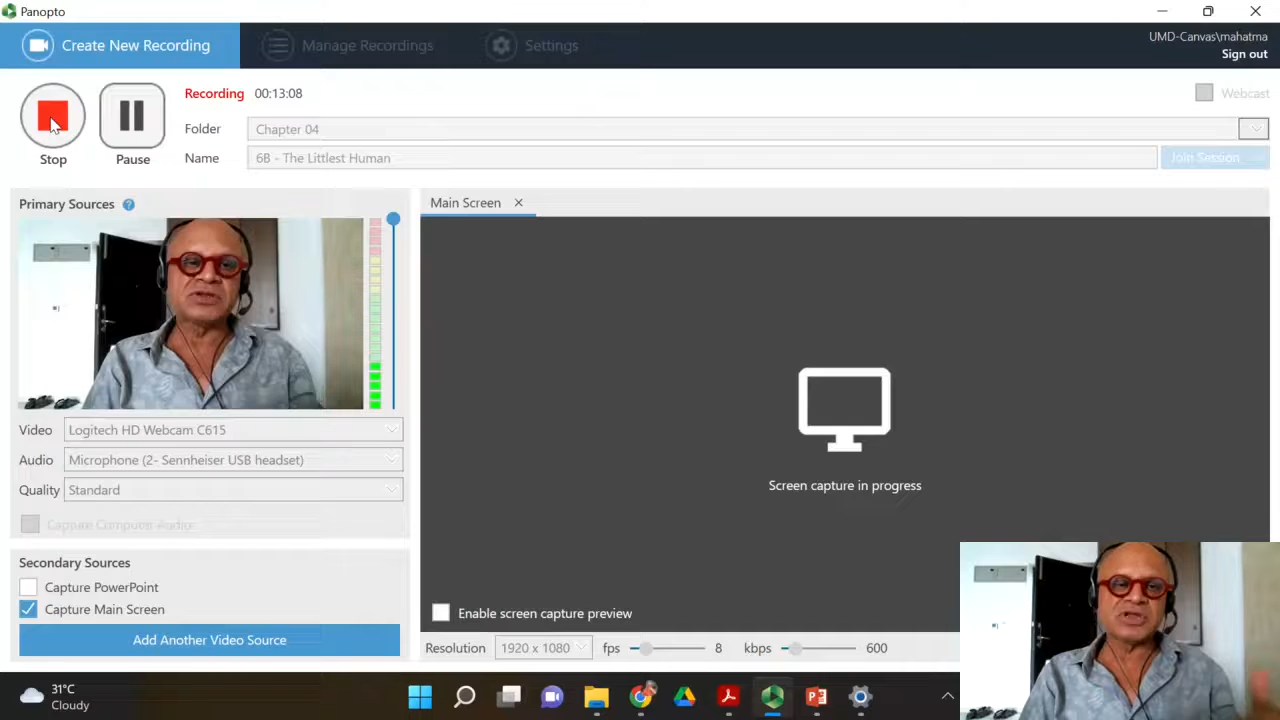 Panopto
Create New Recording
Manage Recordings
Settings
UMD-Canvas\mahatma
Sign out
Recording 00:13:08
Webcast
Folder Chapter 04
Name 6B - The Littlest Human
Join Session
Stop Pause
Primary Sources ?
Main Screen
Video Logitech HD Webcam C615
Audio Microphone (2- Sennheiser USB headset)
Quality Standard
Capture Computer Audio
Screen capture in progress
Secondary Sources
Capture PowerPoint
Capture Main Screen
Add Another Video Source
Enable screen capture preview
Resolution 1920 x 1080 fps 8 kbps 600
31°C
Cloudy